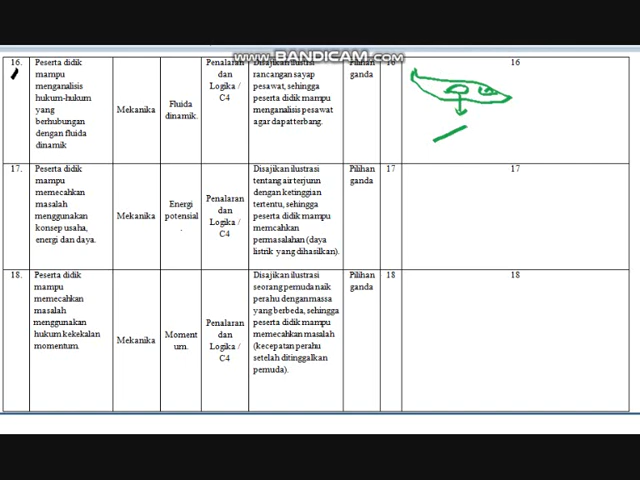 www.BANDICAM.com
16.
Peserta didik
mampu
menganalisis
hukum-hukum
yang
berhubungan
dengan fluida
dinamik
Mekanika
Fluida
dinamik.
Penalaran
dan
Logika /
C4
Disajikan ilustrasi
rancangan sayap
pesawat, sehingga
peserta didik mampu
menganalisis pesawat
agar dapat terbang.
Pilihan
ganda
16
16
17.
Peserta didik
mampu
memecahkan
masalah
menggunakan
konsep usaha,
energi dan daya.
Mekanika
Energi
potensial
.
Penalaran
dan
Logika /
C4
Disajikan ilustrasi
tentang air terjunn
dengan ketinggian
tertentu, sehingga
peserta didik mampu
memcahkan
permasalahan (daya
listrik yang dihasilkan).
Pilihan
ganda
17
17
18.
Peserta didik
mampu
memecahkan
masalah
menggunakan
hukum kekekalan
momentum.
Mekanika
Moment
um.
Penalaran
dan
Logika /
C4
Disajikan ilustrasi
seorang pemuda naik
perahu dengan massa
yang berbeda, sehingga
peserta didik mampu
memecahkan masalah
(kecepatan perahu
setelah ditinggalkan
pemuda).
Pilihan
ganda
18
18